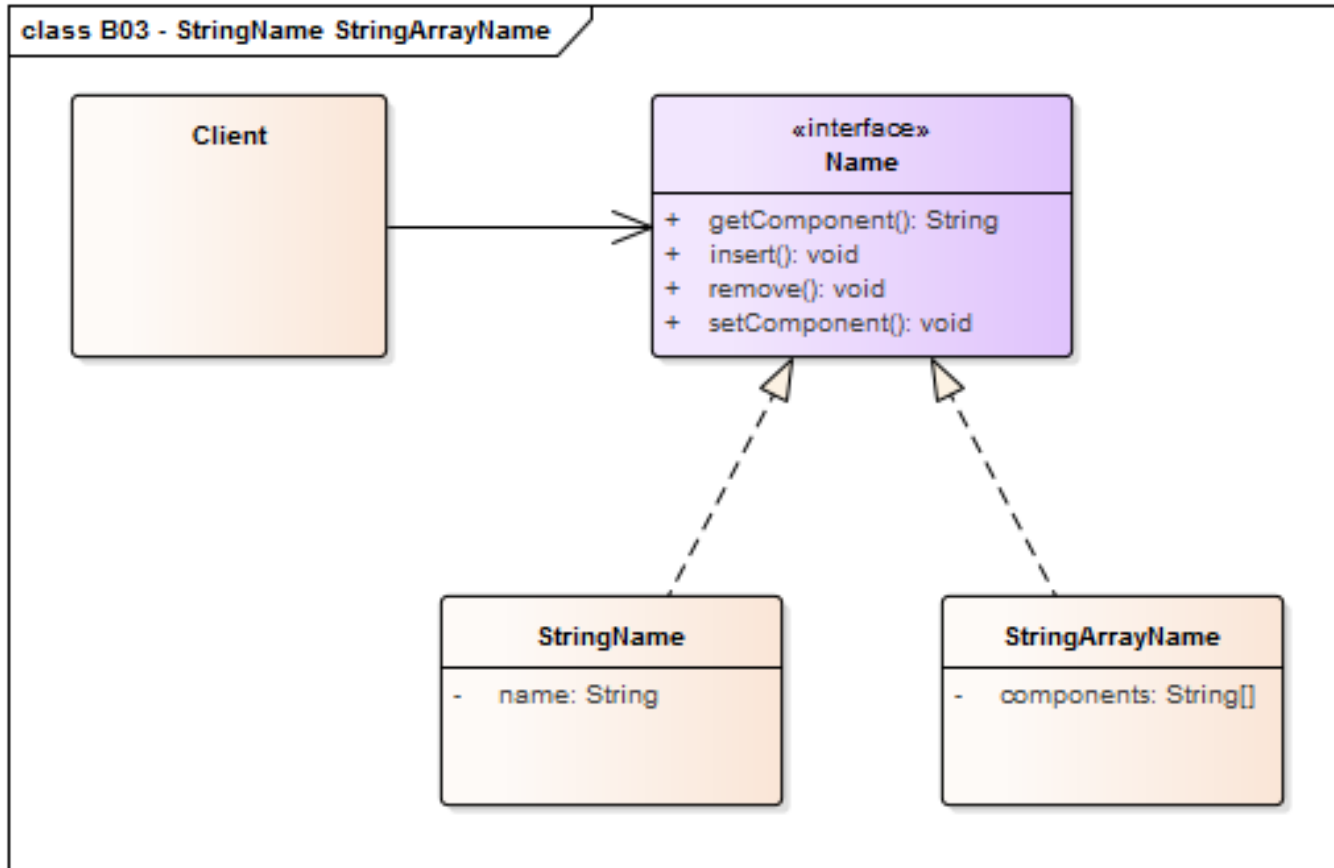 class B03 - StringName StringArrayName
Client
«interface»
Name
+ getComponent(): String
+ insert(): void
+ remove(): void
+ setComponent(): void
StringName
- name: String
StringArrayName
- components: String[]